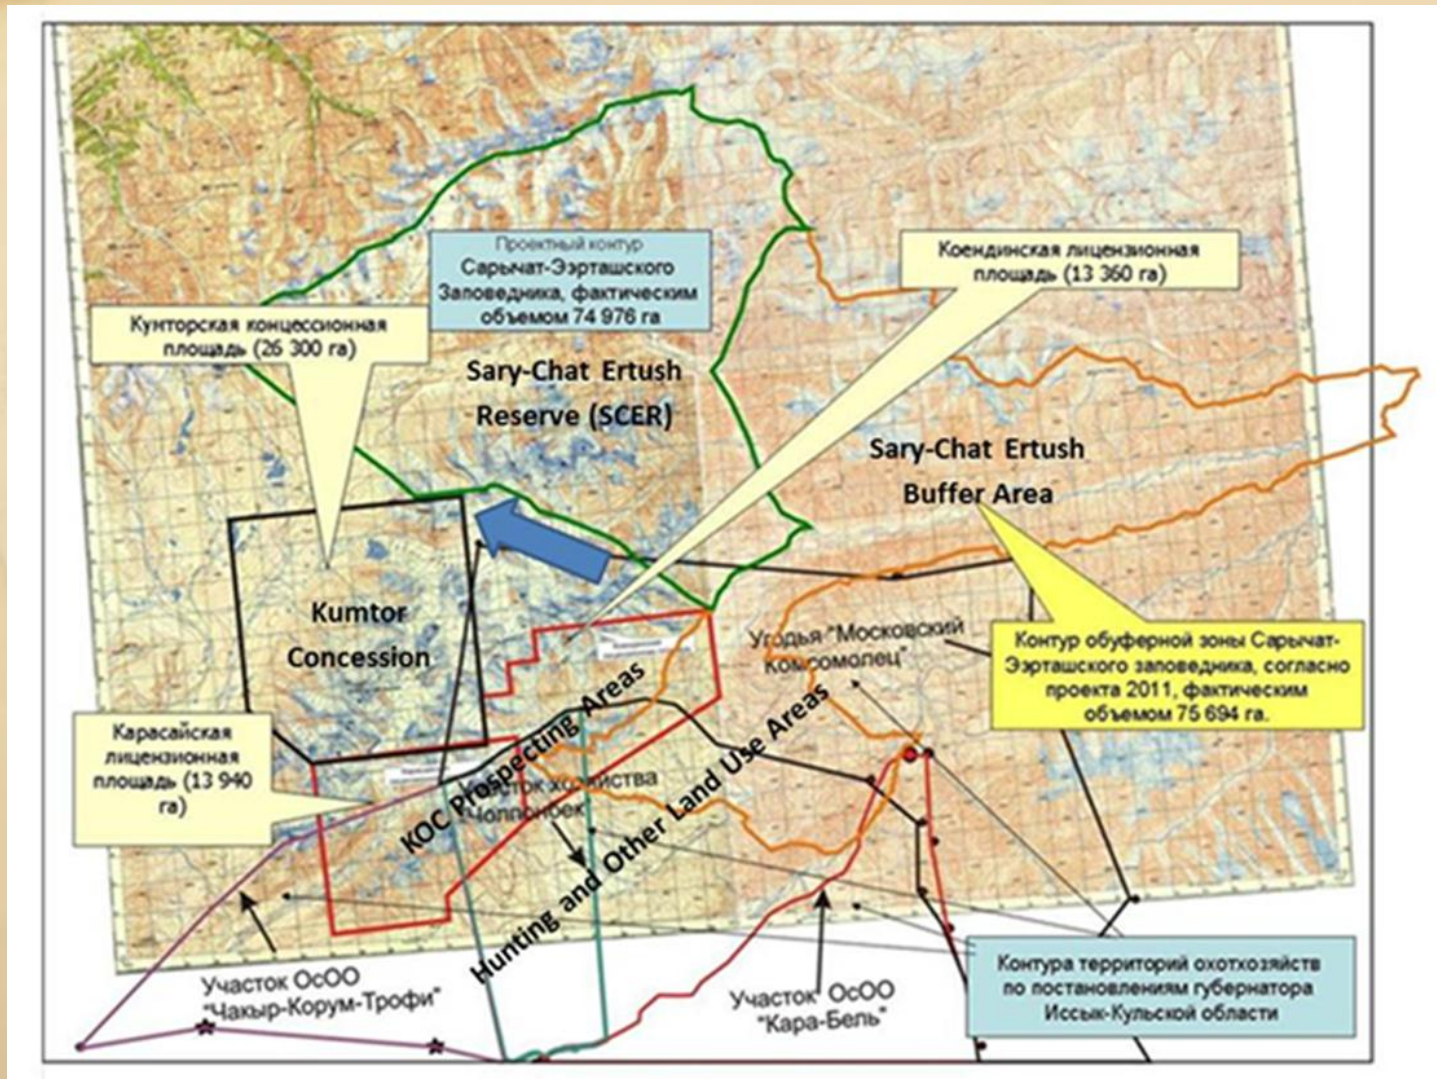 Проектный контур
Сарычат-Ээрташского
Заповедника, фактическим
объемом 74 976 га
Коендинская лицензионная
площадь (13 360 га)
Кумторская концессионная
площадь (26 300 га)
Sary-Chat Ertush
Reserve (SCER)
Sary-Chat Ertush
Buffer Area
Kumtor
Concession
Угодья "Московский
Комсомолец"
Контур обуферной зоны Сарычат-
Ээрташского заповедника, согласно
проекта 2011, фактическим
объемом 75 694 га.
Карасайская
лицензионная
площадь (13 940
га)
KOC Prospecting Areas
Участок хозяйства
"Чолпонбек"
Hunting and Other Land Use Areas
Участок ОсОО
"Чакыр-Корум-Трофи"
Участок ОсОО
"Кара-Бель"
Контура территорий охотхозяйств
по постановлениям губернатора
Иссык-Кульской области